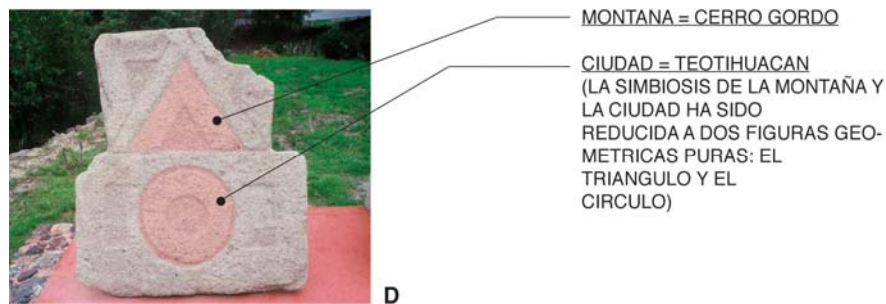 MONTANA = CERRO GORDO
CIUDAD = TEOTIHUACAN
(LA SIMBIOSIS DE LA MONTAÑA Y
LA CIUDAD HA SIDO
REDUCIDA A DOS FIGURAS GEO-
METRICAS PURAS: EL
TRIANGULO Y EL
CIRCULO)
D